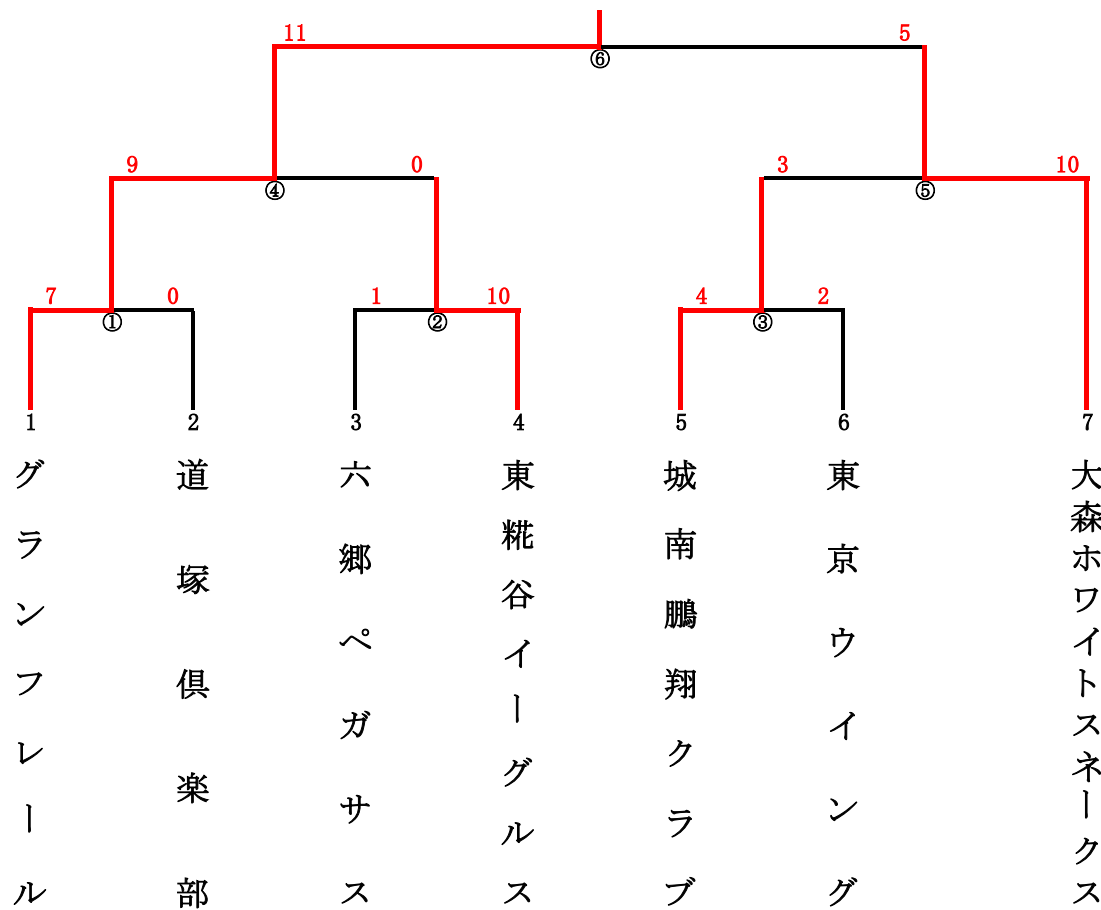 11 5
⑥
9 0 3 10
④ ⑤
7 0 1 10 4 2
① ② ③
1 2 3 4 5 6 7
グランフレール
道塚倶楽部
六郷ペガサス
東糀谷イーグルス
城南鵬翔クラブ
東京ウイング
大森ホワイトスネークス